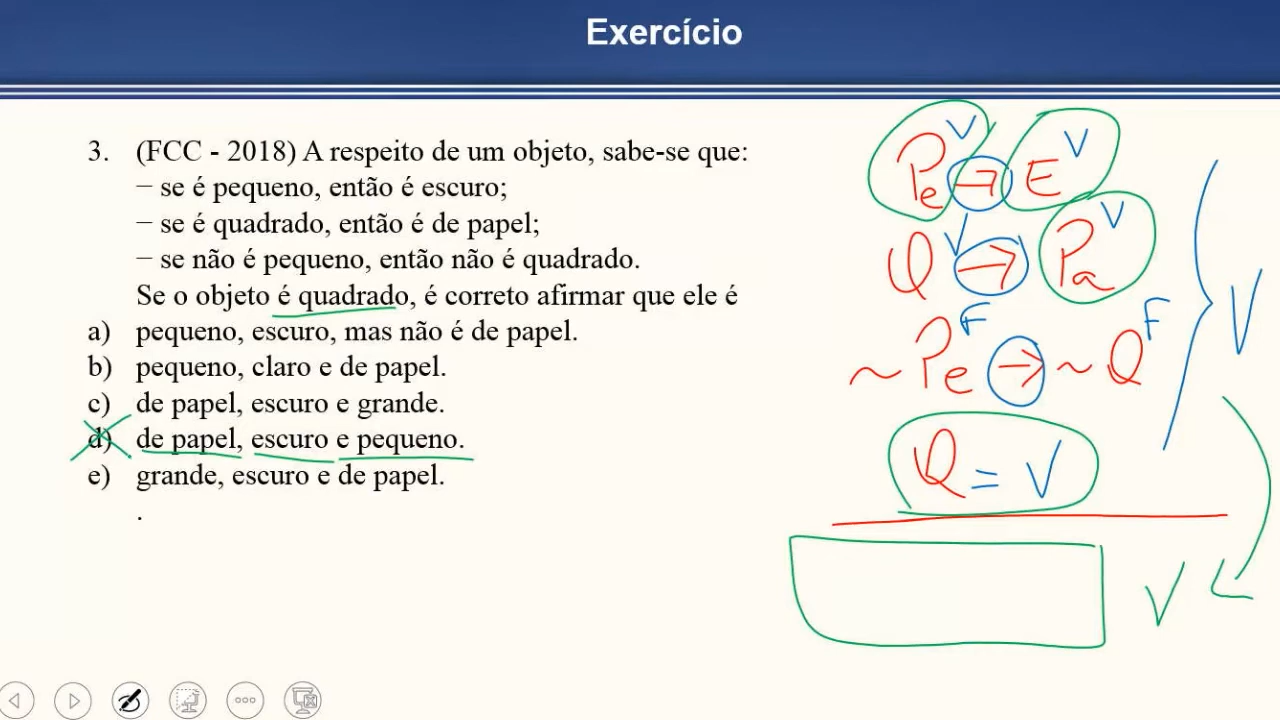 Exercício
3. (FCC - 2018) A respeito de um objeto, sabe-se que:
− se é pequeno, então é escuro;
− se é quadrado, então é de papel;
− se não é pequeno, então não é quadrado.
Se o objeto é quadrado, é correto afirmar que ele é
a) pequeno, escuro, mas não é de papel.
b) pequeno, claro e de papel.
c) de papel, escuro e grande.
d) de papel, escuro e pequeno.
e) grande, escuro e de papel.
.
Pe V → E V
Q V → Pa V
~ Pe F → ~ Q F
V
Q = V
V